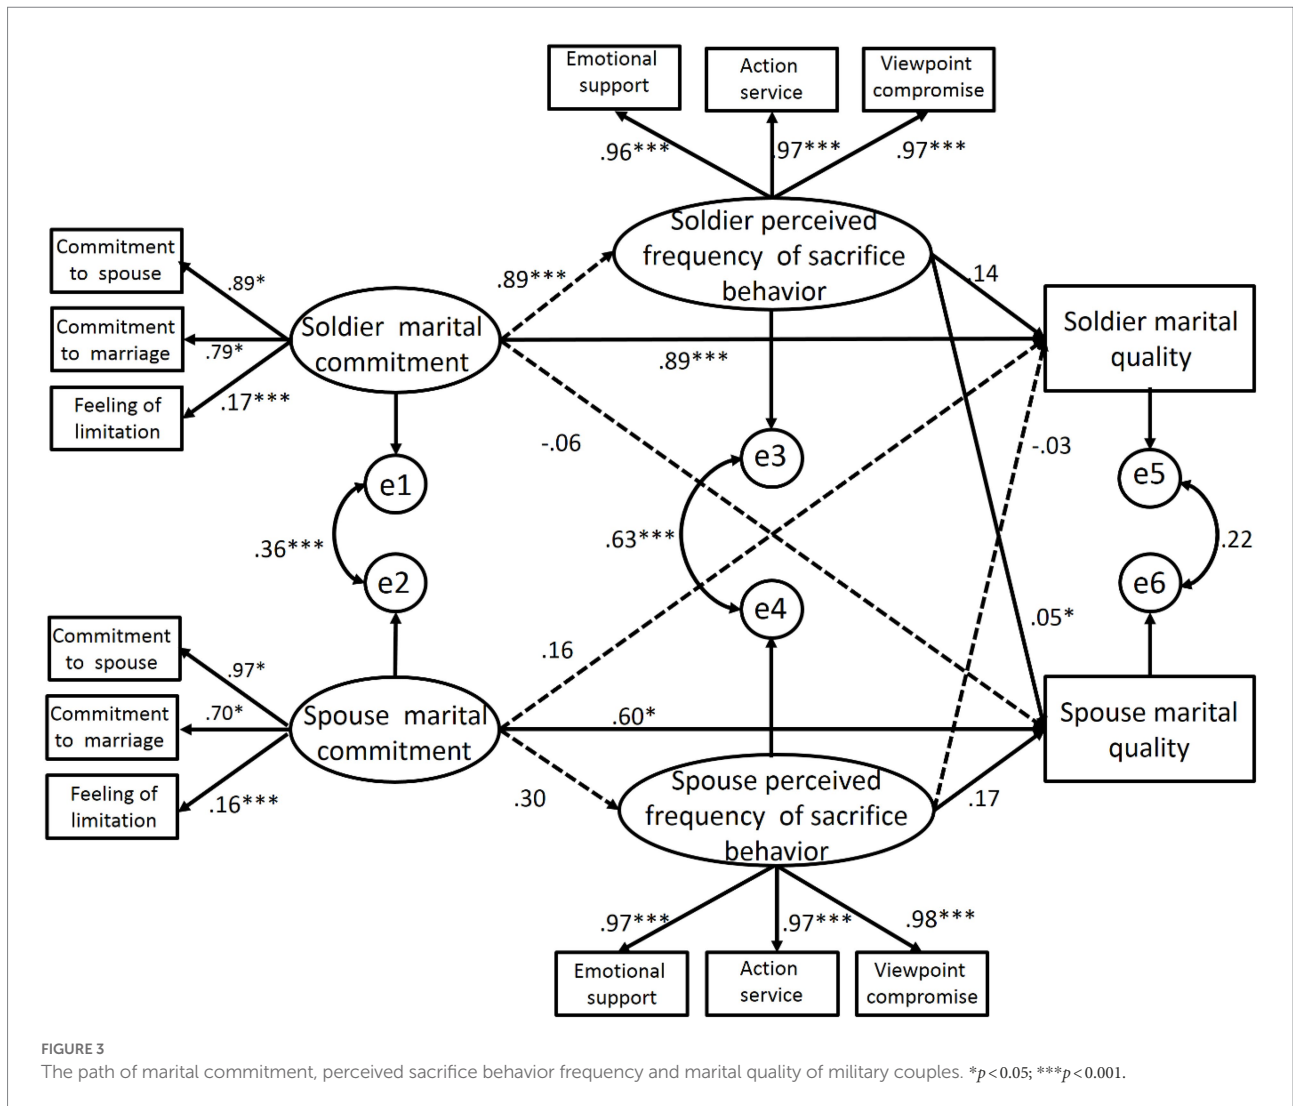 Emotional
support
Action
service
Viewpoint
compromise
.96***
.97***
.97***
Soldier perceived
frequency of sacrifice
behavior
Commitment
to spouse
Commitment
to marriage
Feeling of
limitation
.89*
.79*
.17***
Soldier marital
commitment
.89***
.14
.89***
Soldier marital
quality
-.06
-.03
e1
e3
e5
.36***
.63***
.22
e2
e4
e6
Commitment
to spouse
Commitment
to marriage
Feeling of
limitation
.97*
.70*
.16***
Spouse marital
commitment
.16
.05*
.60*
Spouse marital
quality
.30
.17
Spouse perceived
frequency of sacrifice
behavior
.97***
.97***
.98***
Emotional
support
Action
service
Viewpoint
compromise
FIGURE 3
The path of marital commitment, perceived sacrifice behavior frequency and marital quality of military couples. *p<0.05; ***p<0.001.